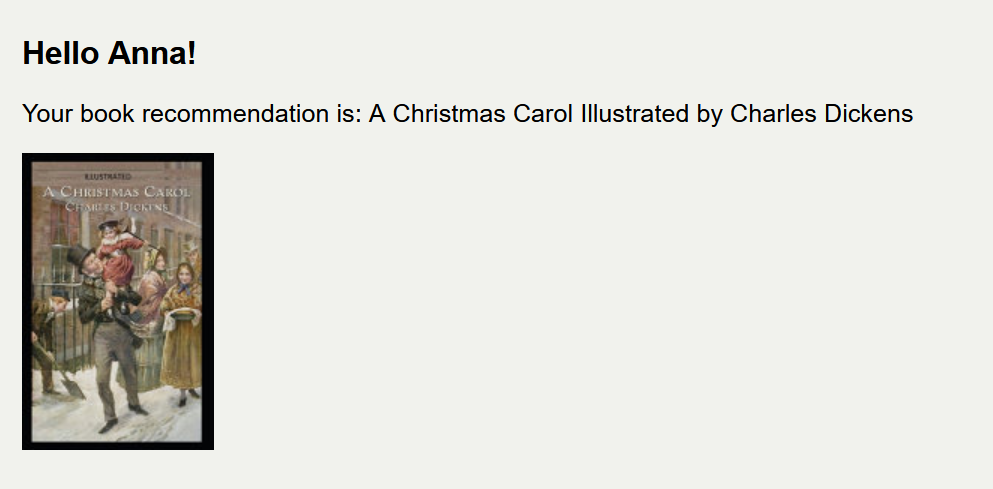 Hello Anna!
Your book recommendation is: A Christmas Carol Illustrated by Charles Dickens
ILLUSTRATED
A CHRISTMAS CAROL
CHARLES DICKENS